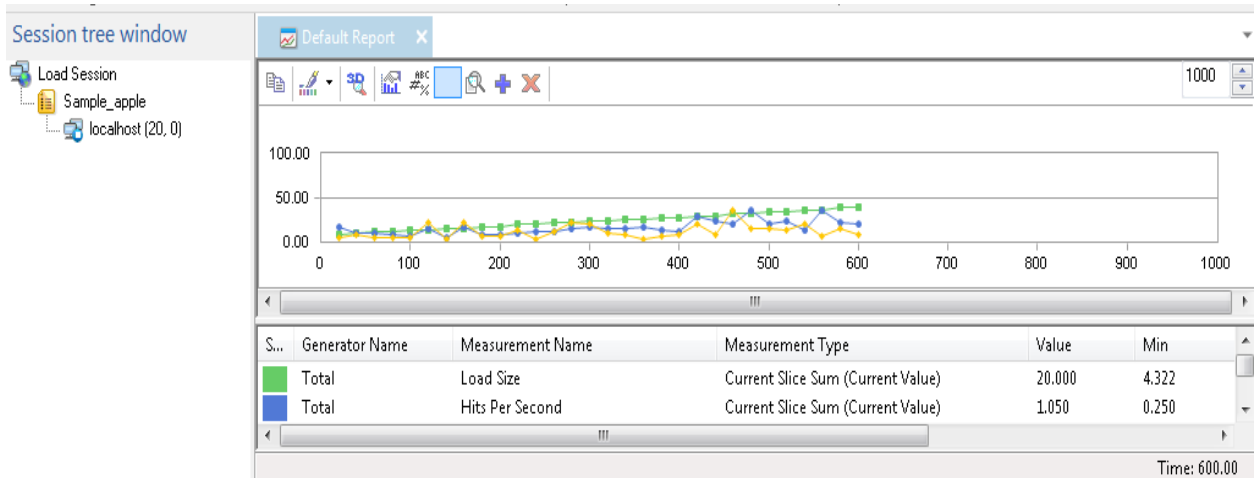 Session tree window
Load Session
Sample_apple
localhost (20, 0)
Default Report
3D
ABC
#%
1000
100.00
50.00
0.00
0 100 200 300 400 500 600 700 800 900 1000
S... Generator Name Measurement Name Measurement Type Value Min
Total Load Size Current Slice Sum (Current Value) 20.000 4.322
Total Hits Per Second Current Slice Sum (Current Value) 1.050 0.250
Time: 600.00